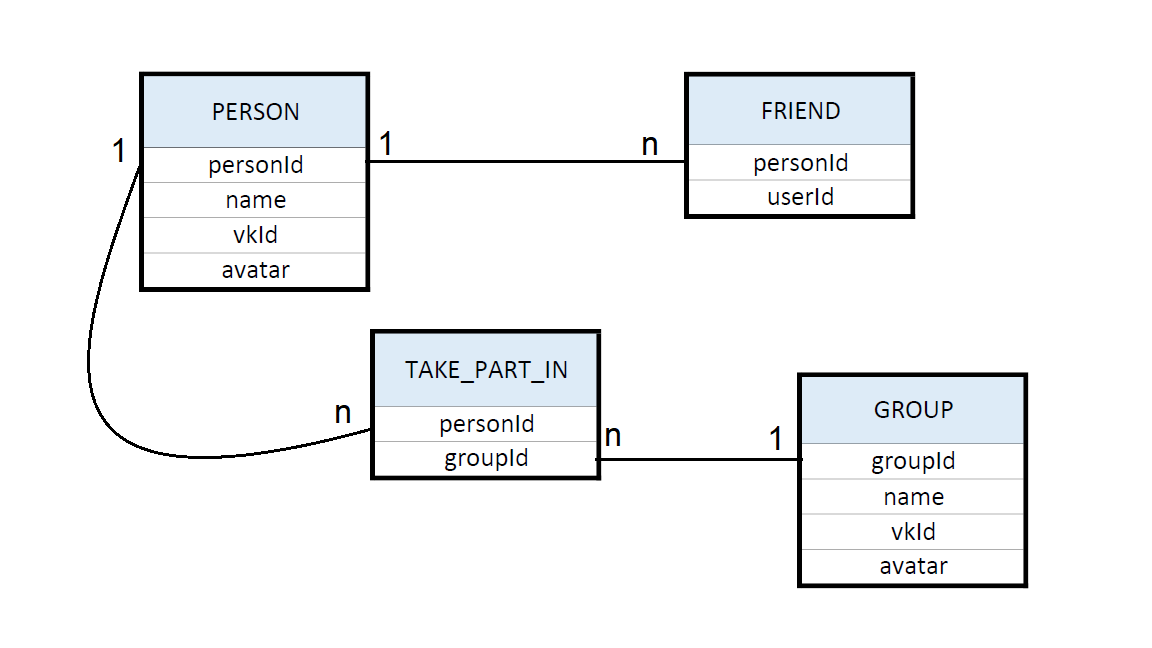 PERSON
personId
name
vkId
avatar
1
1
n
FRIEND
personId
userId
TAKE_PART_IN
personId
groupId
n
n
1
GROUP
groupId
name
vkId
avatar